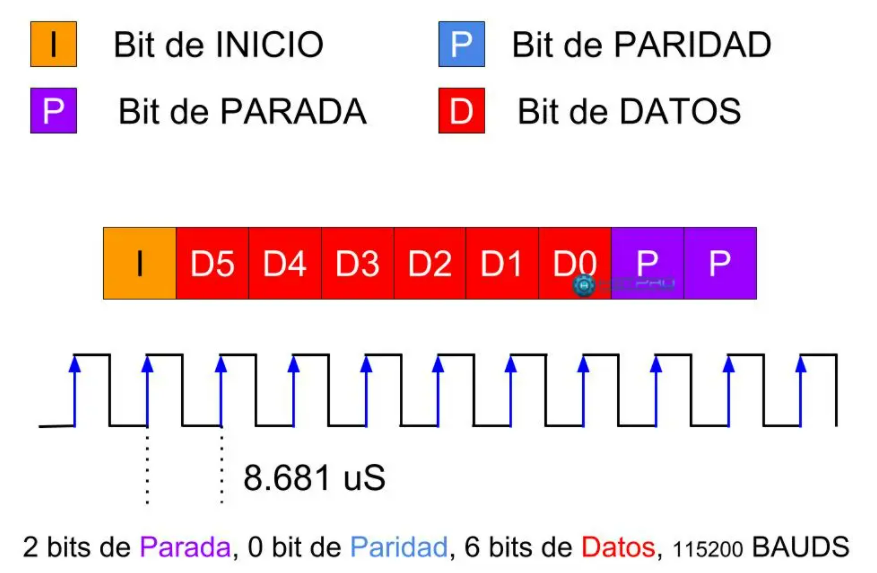 I Bit de INICIO P Bit de PARIDAD
P Bit de PARADA D Bit de DATOS
I D5 D4 D3 D2 D1 D0 P P
8.681 uS
2 bits de Parada, 0 bit de Paridad, 6 bits de Datos, 115200 BAUDS